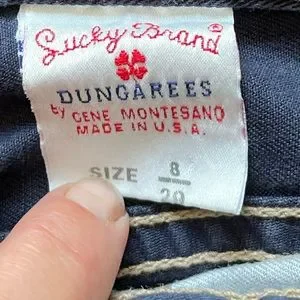 Lucky Brand
DUNGAREES
by GENE MONTESANO
MADE IN U.S.A.
SIZE 8